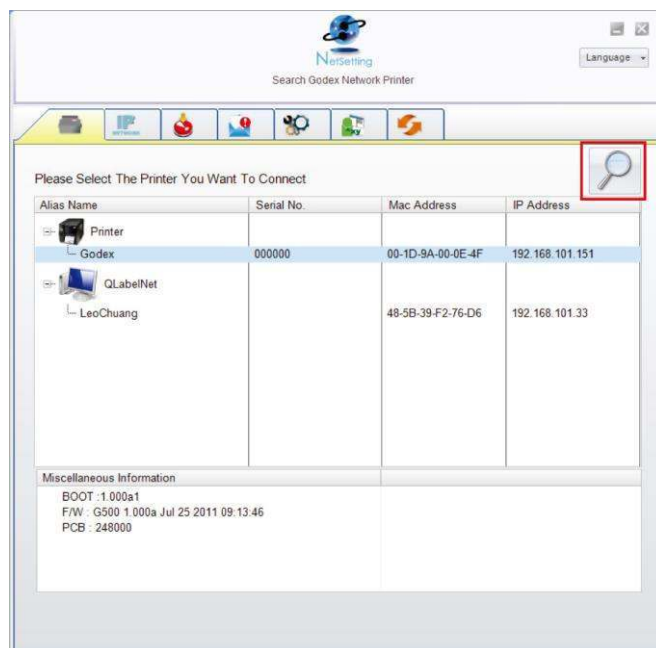 NetSetting
Language
Search Godex Network Printer
IP
NETWORK
Please Select The Printer You Want To Connect
Alias Name Serial No. Mac Address IP Address
Printer
Godex 000000 00-1D-9A-00-0E-4F 192.168.101.151
QLabelNet
LeoChuang 48-5B-39-F2-76-D6 192.168.101.33
Miscellaneous Information
BOOT :1.000a1
F/W : G500 1.000a Jul 25 2011 09:13:46
PCB : 248000